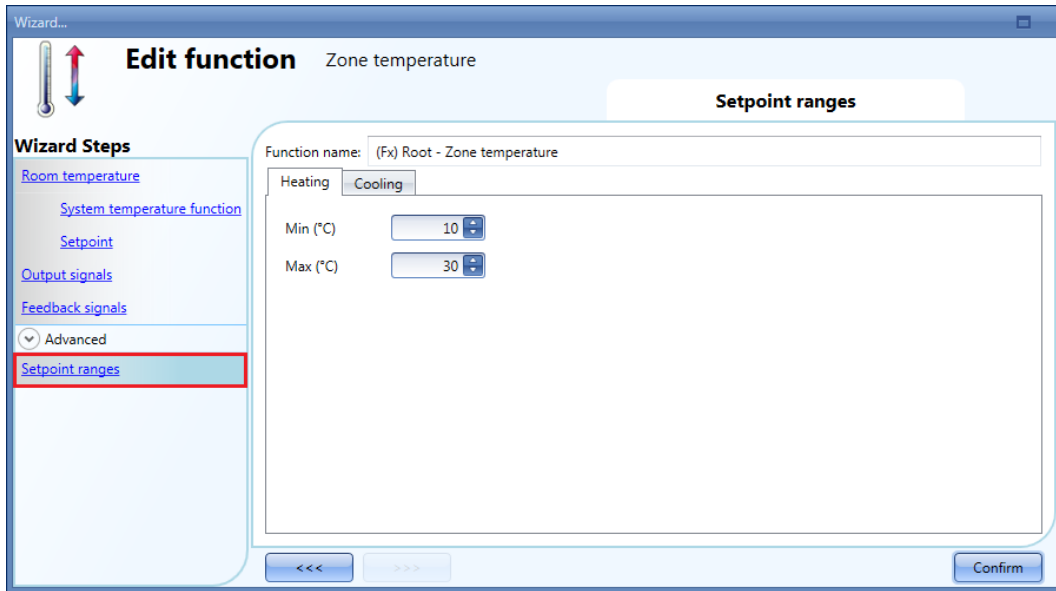 Wizard...
Edit function Zone temperature
Setpoint ranges
Wizard Steps
Room temperature
System temperature function
Setpoint
Output signals
Feedback signals
Advanced
Setpoint ranges
Function name: (Fx) Root - Zone temperature
Heating Cooling
Min (°C) 10
Max (°C) 30
<<< >>> Confirm